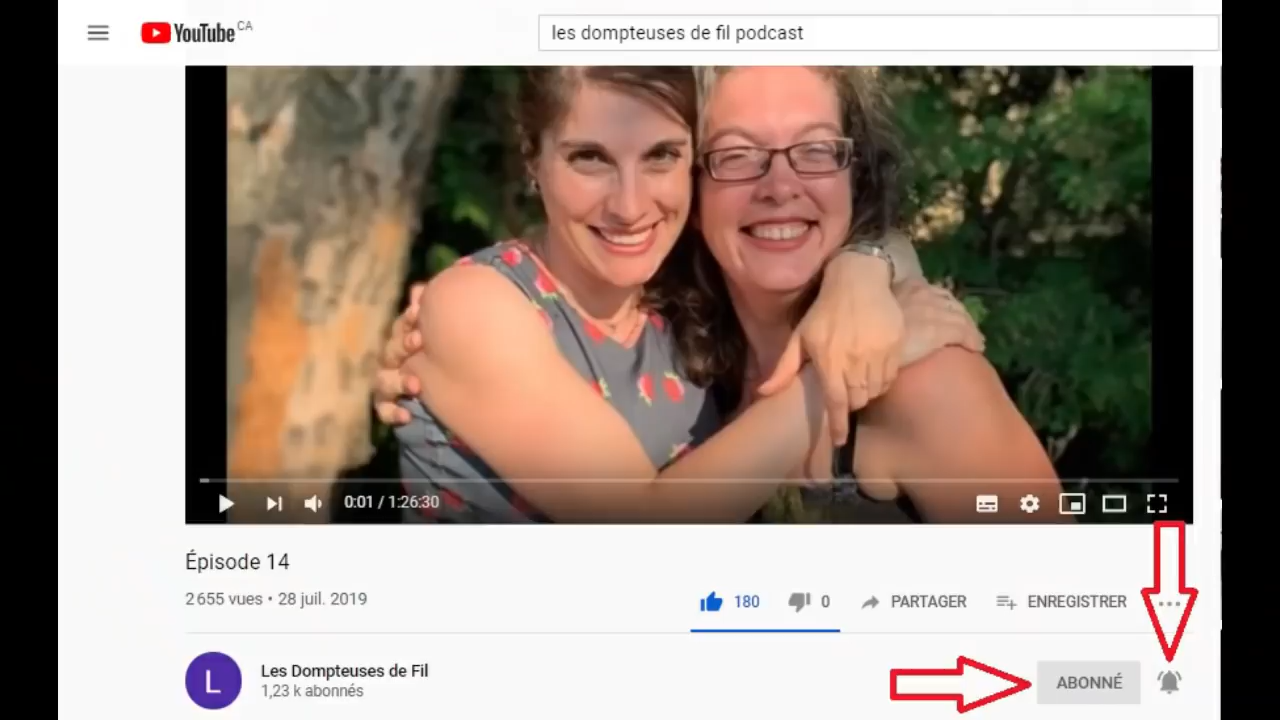 YouTube CA
les dompteuses de fil podcast
0:01 / 1:26:30
Épisode 14
2 655 vues • 28 juil. 2019
180
0
PARTAGER
ENREGISTRER
L
Les Dompteuses de Fil
1,23 k abonnés
ABONNÉ